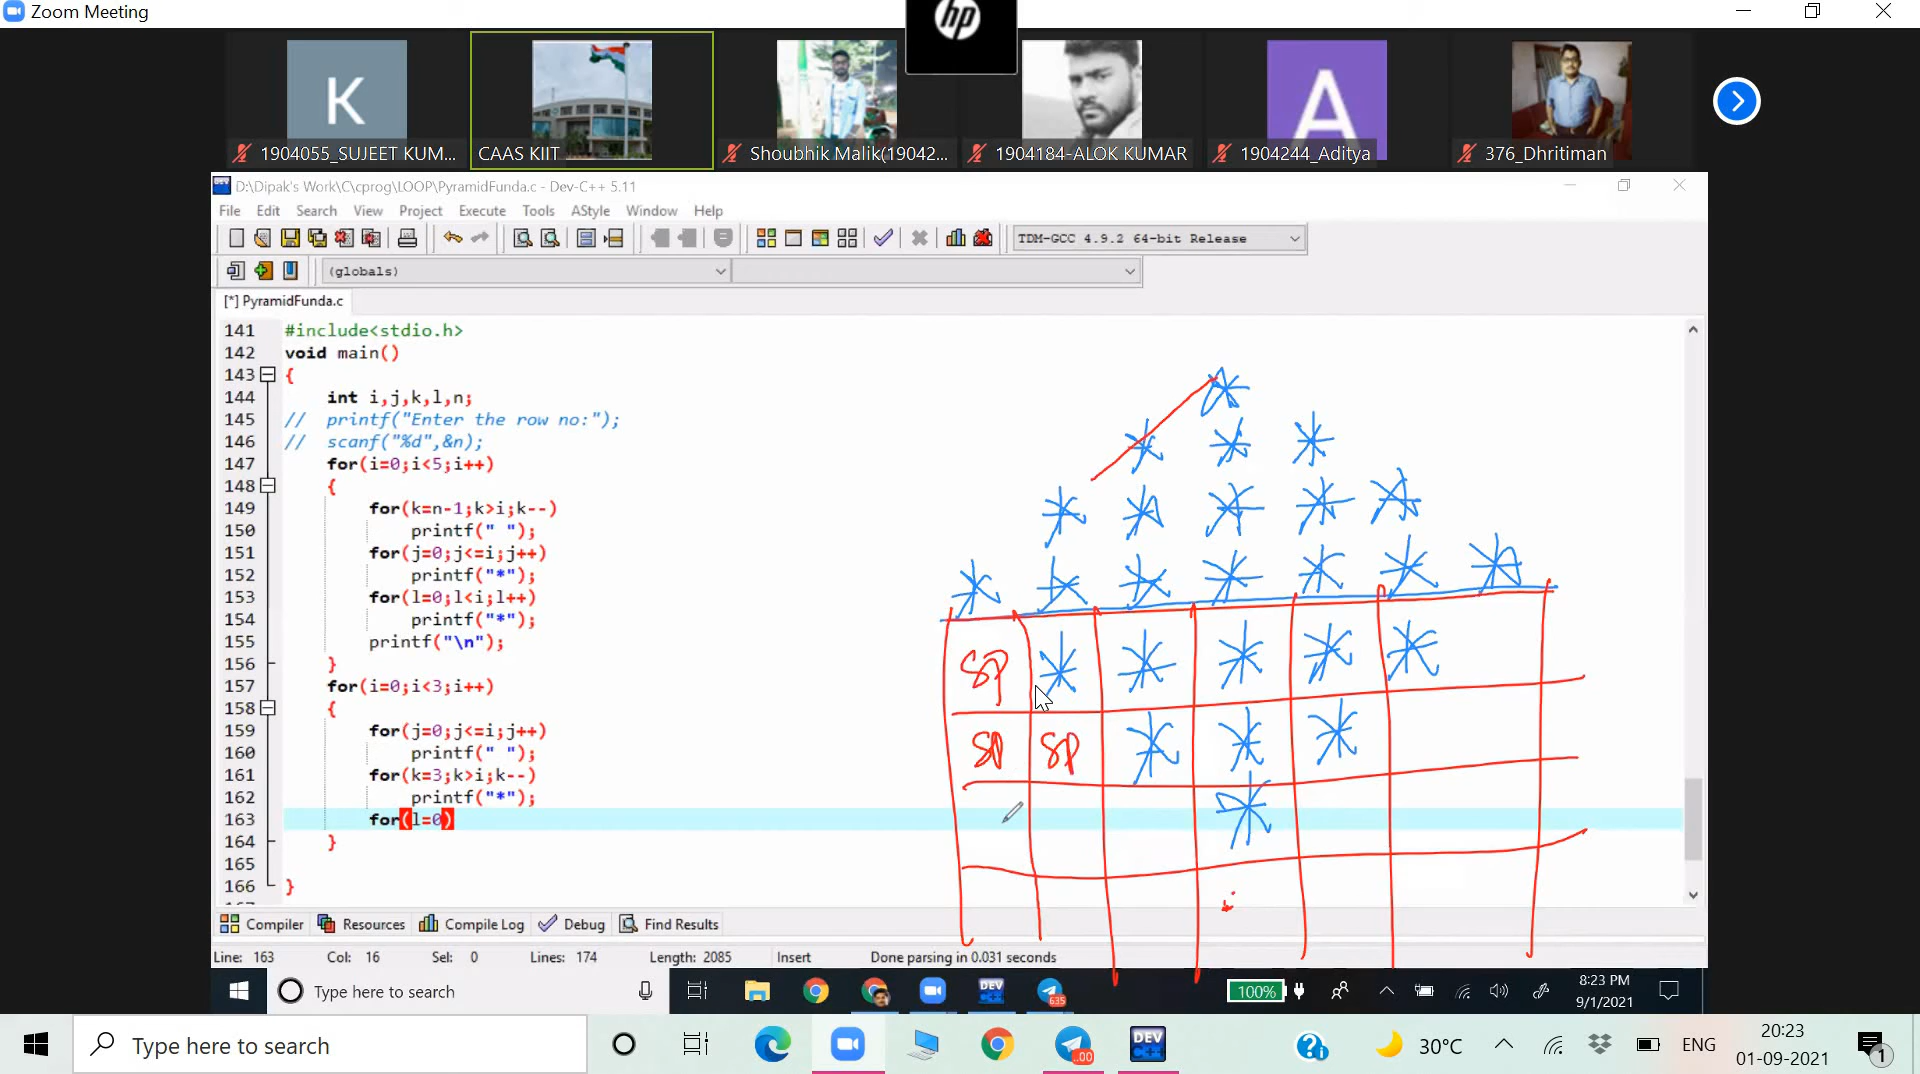 Zoom Meeting
hp
K
A
1904055_SUJEET KUM...
CAAS KIIT
Shoubhik Malik(19042...
1904184-ALOK KUMAR
1904244_Aditya
376_Dhritiman
DEV
D:\Dipak's Work\C\cprog\LOOP\PyramidFunda.c - Dev-C++ 5.11
File Edit Search View Project Execute Tools AStyle Window Help
TDM-GCC 4.9.2 64-bit Release
(globals)
[*] PyramidFunda.c
141 #include<stdio.h>
142 void main()
143 {
144 int i,j,k,l,n;
145 // printf("Enter the row no:");
146 // scanf("%d",&n);
147 for(i=0;i<5;i++)
148 {
149 for(k=n-1;k>i;k--)
150 printf(" ");
151 for(j=0;j<=i;j++)
152 printf("*");
153 for(l=0;l<i;l++)
154 printf("*");
155 printf("\n");
156 }
157 for(i=0;i<3;i++)
158 {
159 for(j=0;j<=i;j++)
160 printf(" ");
161 for(k=3;k>i;k--)
162 printf("*");
163 for(l=0)
164 }
165
166 }
SP
SP SP
i
Compiler Resources Compile Log Debug Find Results
Line: 163 Col: 16 Sel: 0 Lines: 174 Length: 2085 Insert Done parsing in 0.031 seconds
Type here to search
DEV C++
635
100%
8:23 PM
9/1/2021
Type here to search
..00
DEV C++
30°C
ENG
20:23
01-09-2021
1